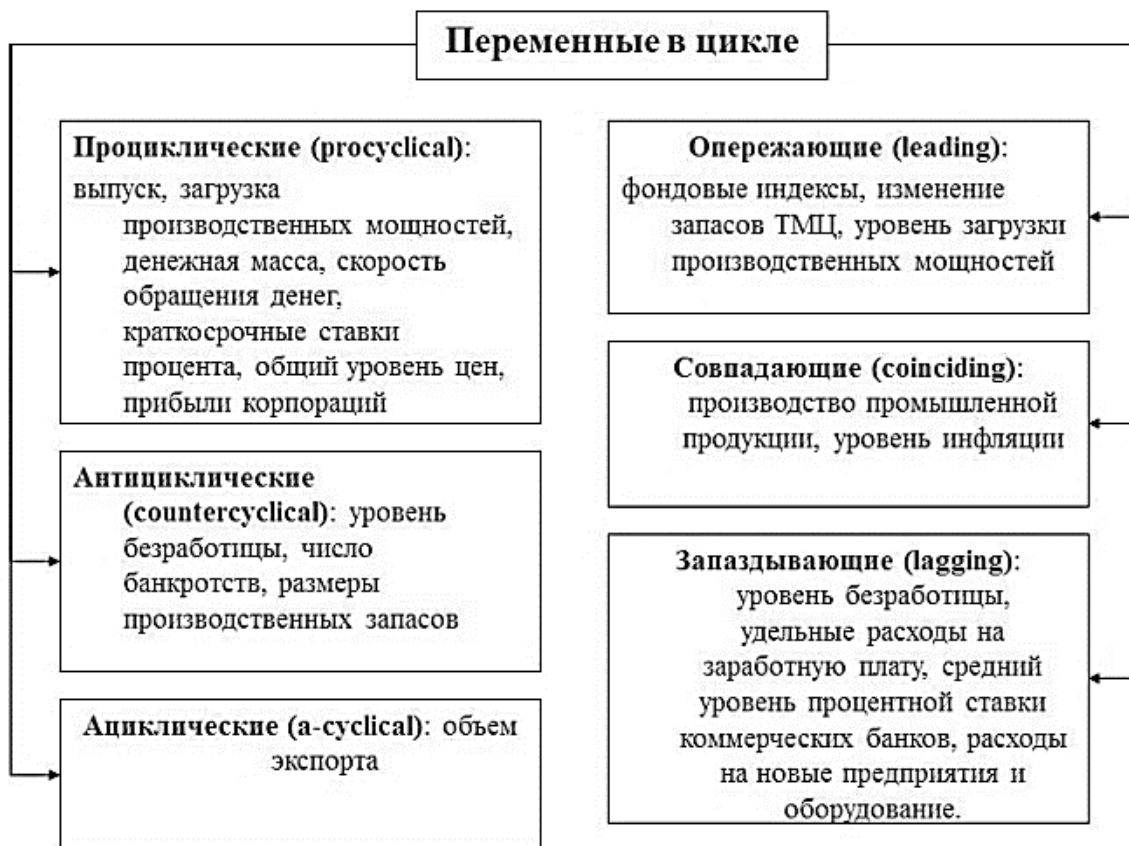 Переменные в цикле
Проциклические (procyclical):
выпуск, загрузка
производственных мощностей,
денежная масса, скорость
обращения денег,
краткосрочные ставки
процента, общий уровень цен,
прибыли корпораций
Антициклические
(countercyclical): уровень
безработицы, число
банкротств, размеры
производственных запасов
Ациклические (a-cyclical): объем
экспорта
Опережающие (leading):
фондовые индексы, изменение
запасов ТМЦ, уровень загрузки
производственных мощностей
Совпадающие (coinciding):
производство промышленной
продукции, уровень инфляции
Запаздывающие (lagging):
уровень безработицы,
удельные расходы на
заработную плату, средний
уровень процентной ставки
коммерческих банков, расходы
на новые предприятия и
оборудование.